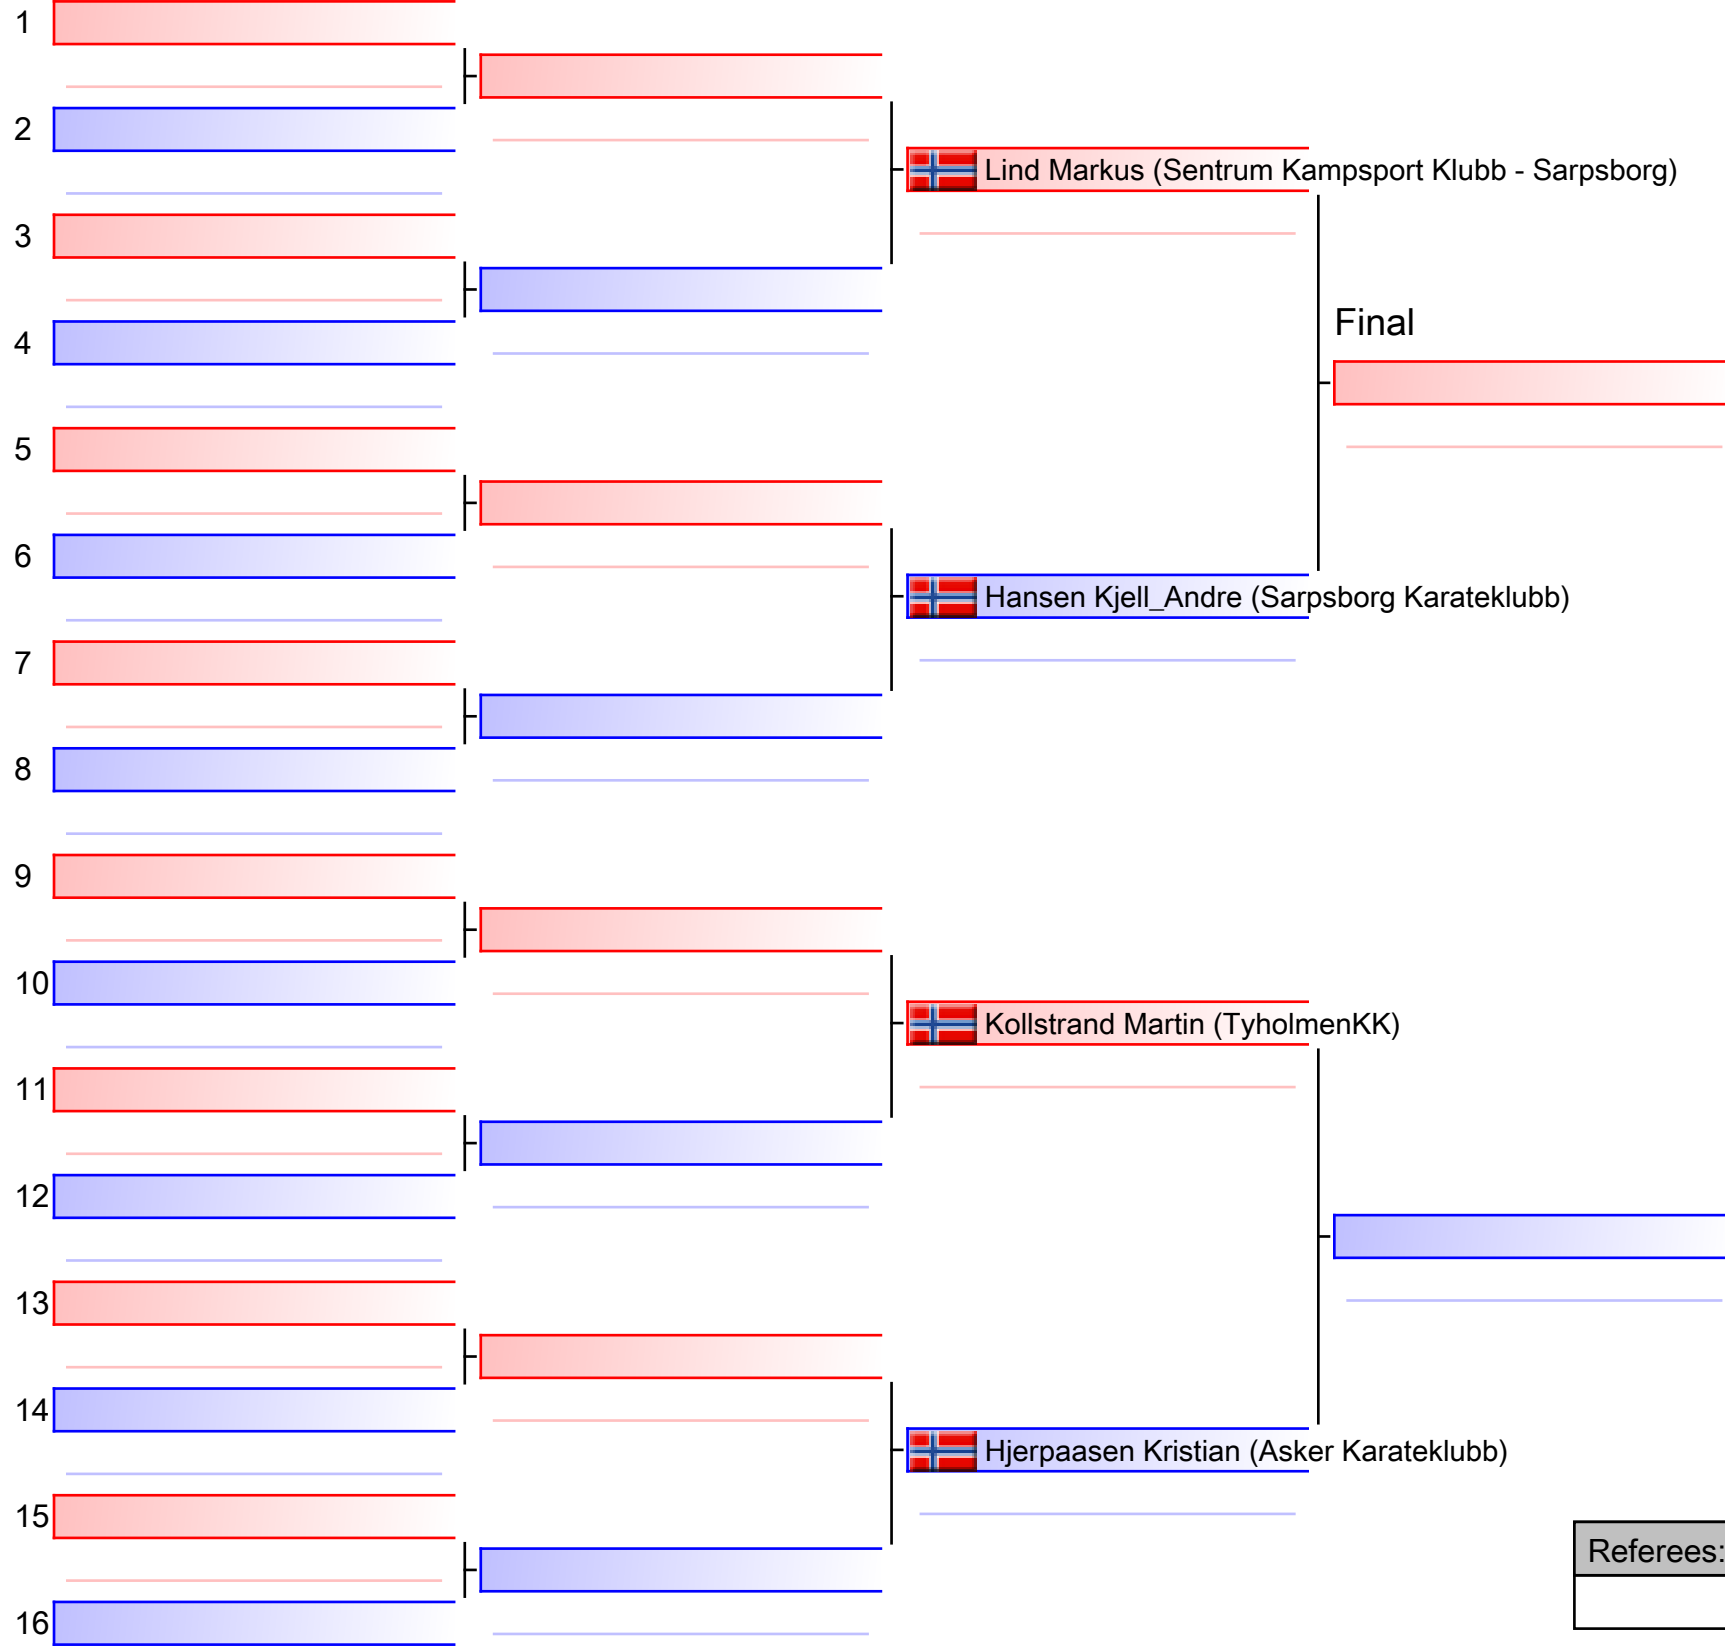 1
2
Lind Markus (Sentrum Kampsport Klubb - Sarpsborg)
3
Final
4
5
6
Hansen Kjell_Andre (Sarpsborg Karateklubb)
7
8
9
10
Kollstrand Martin (TyholmenKK)
11
12
13
14
Hjerpaasen Kristian (Asker Karateklubb)
15
Referees:
16